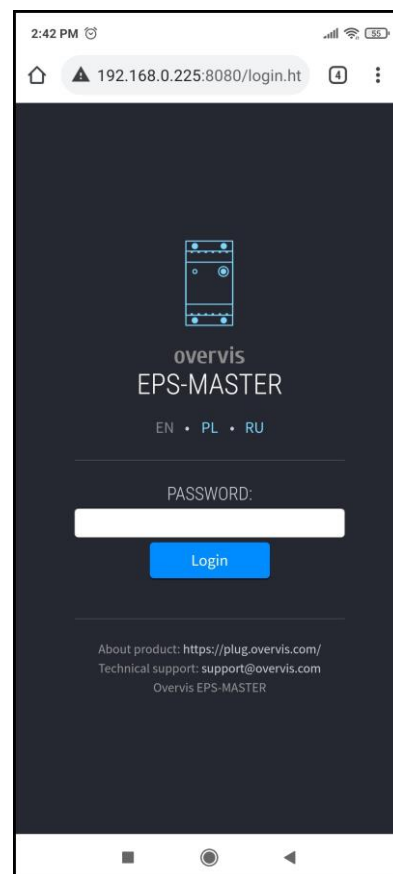 2:42 PM
55
192.168.0.225:8080/login.ht
4
overvis
EPS-MASTER
EN • PL • RU
PASSWORD:
Login
About product: https://plug.overvis.com/
Technical support: support@overvis.com
Overvis EPS-MASTER